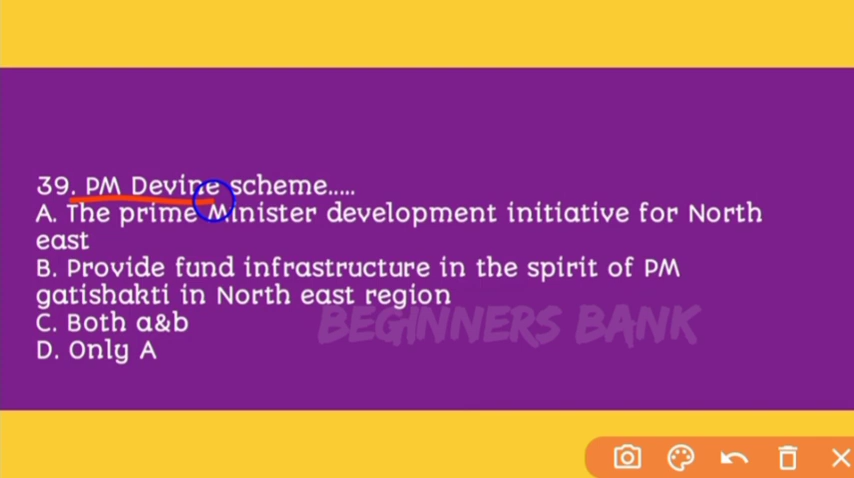 39. PM Devine scheme.....
A. The prime Minister development initiative for North
east
B. Provide fund infrastructure in the spirit of PM
gatishakti in North east region
C. Both a&b
D. Only A
BEGINNERS BANK